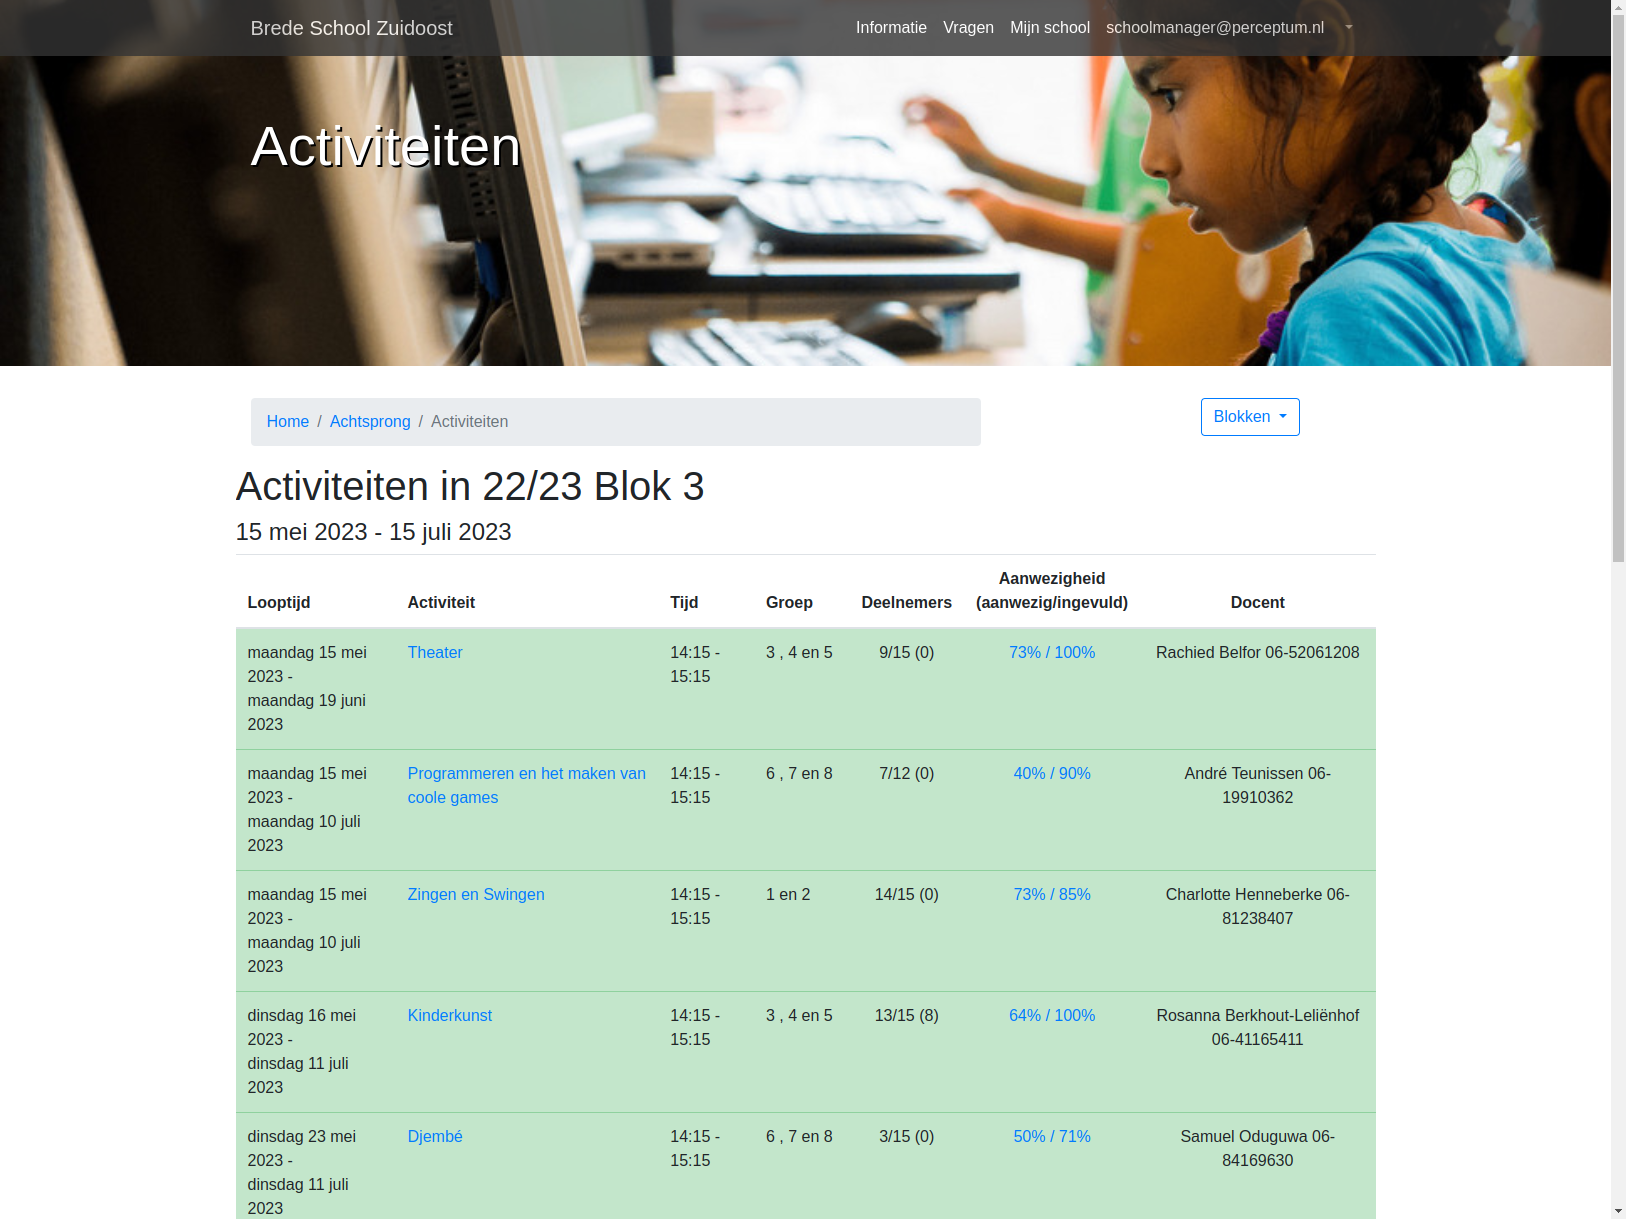 Brede School Zuidoost
Informatie Vragen Mijn school schoolmanager@perceptum.nl
Activiteiten
Home / Achtsprong / Activiteiten
Blokken
Activiteiten in 22/23 Blok 3
15 mei 2023 - 15 juli 2023
Looptijd Activiteit Tijd Groep Deelnemers Aanwezigheid (aanwezig/ingevuld) Docent
maandag 15 mei 2023 - maandag 19 juni 2023 Theater 14:15 - 15:15 3 , 4 en 5 9/15 (0) 73% / 100% Rachied Belfor 06-52061208
maandag 15 mei 2023 - maandag 10 juli 2023 Programmeren en het maken van coole games 14:15 - 15:15 6 , 7 en 8 7/12 (0) 40% / 90% André Teunissen 06-19910362
maandag 15 mei 2023 - maandag 10 juli 2023 Zingen en Swingen 14:15 - 15:15 1 en 2 14/15 (0) 73% / 85% Charlotte Henneberke 06-81238407
dinsdag 16 mei 2023 - dinsdag 11 juli 2023 Kinderkunst 14:15 - 15:15 3 , 4 en 5 13/15 (8) 64% / 100% Rosanna Berkhout-Leliënhof 06-41165411
dinsdag 23 mei 2023 - dinsdag 11 juli 2023 Djembé 14:15 - 15:15 6 , 7 en 8 3/15 (0) 50% / 71% Samuel Oduguwa 06-84169630